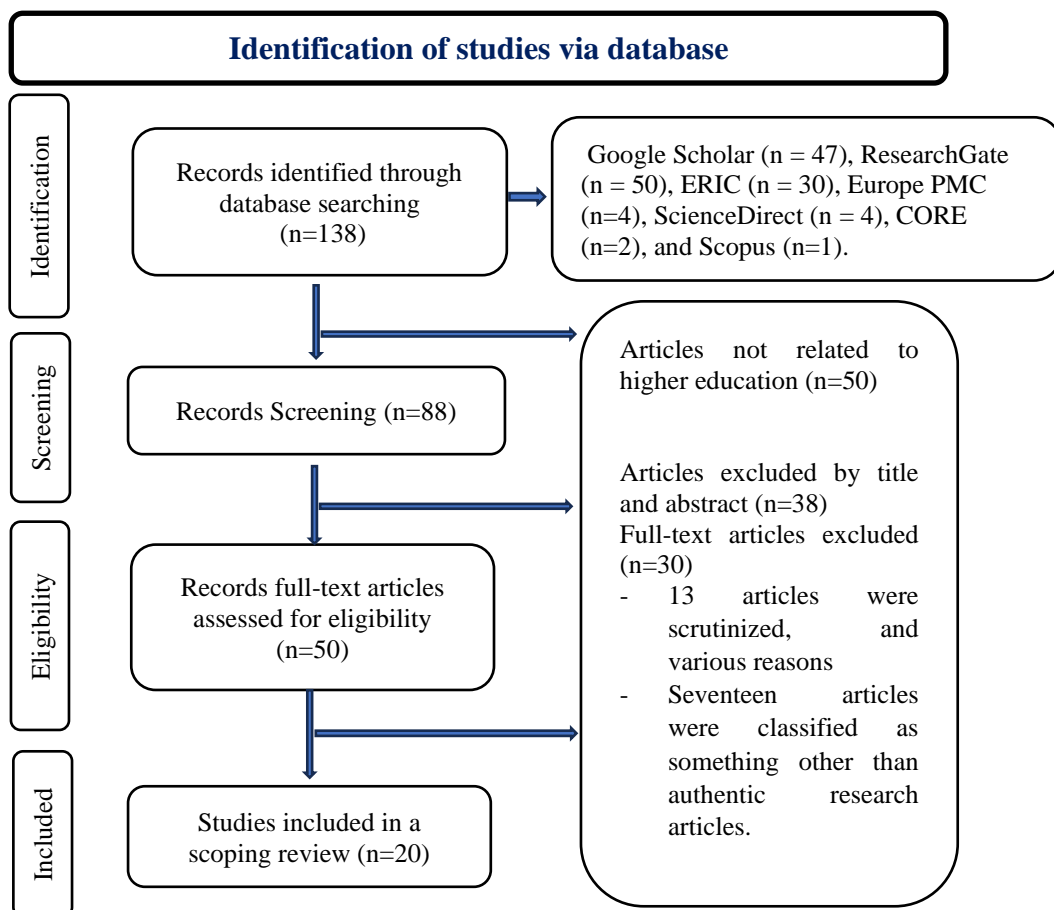 Identification of studies via database
Identification
Records identified through
database searching
(n=138)
Google Scholar (n = 47), ResearchGate
(n = 50), ERIC (n = 30), Europe PMC
(n=4), ScienceDirect (n = 4), CORE
(n=2), and Scopus (n=1).
Screening
Records Screening (n=88)
Articles not related to
higher education (n=50)
Articles excluded by title
and abstract (n=38)
Full-text articles excluded
(n=30)
- 13 articles were
scrutinized, and
various reasons
- Seventeen articles
were classified as
something other than
authentic research
articles.
Eligibility
Records full-text articles
assessed for eligibility
(n=50)
Included
Studies included in a
scoping review (n=20)